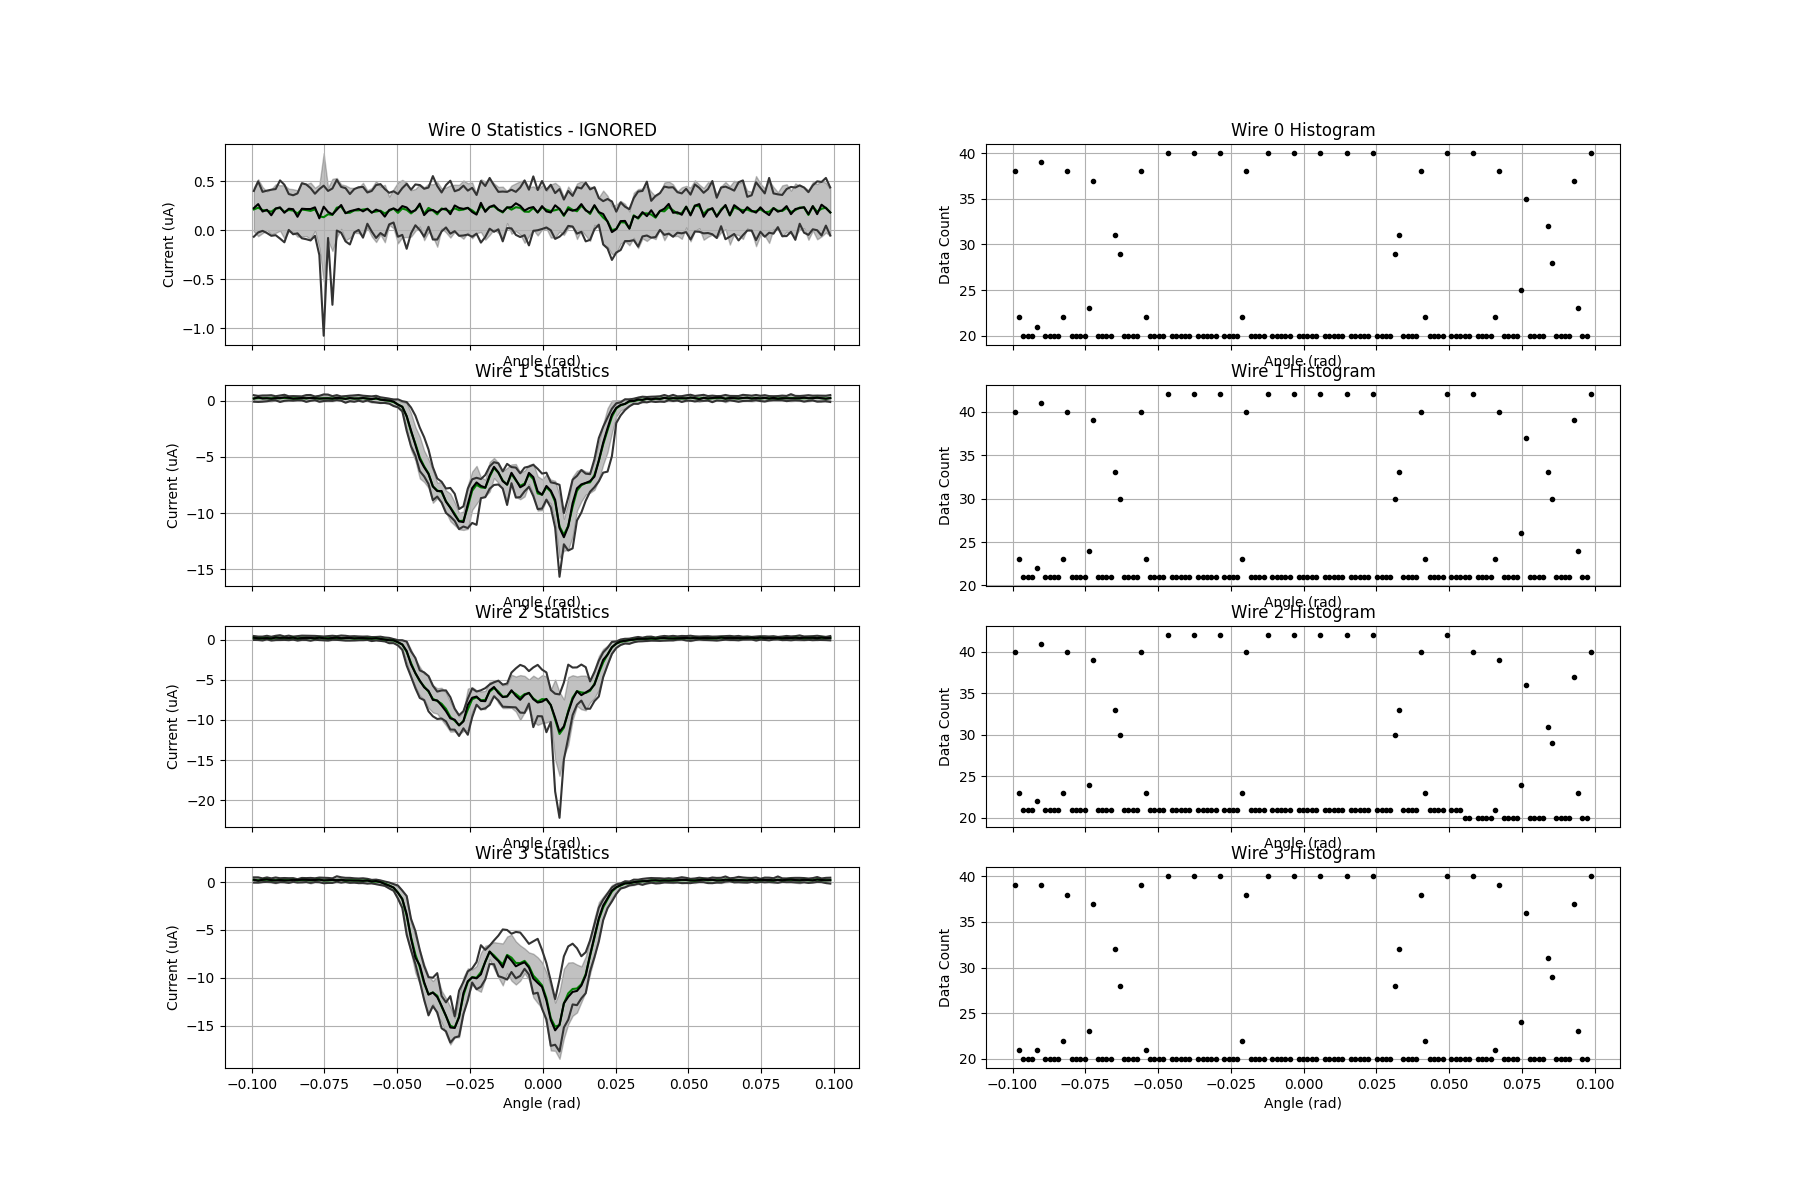 Wire 0 Statistics - IGNORED
Current (uA)
0.5
0.0
−0.5
−1.0
Angle (rad)
Wire 0 Histogram
Data Count
40
35
30
25
20
Angle (rad)
Wire 1 Statistics
Current (uA)
0
−5
−10
−15
Angle (rad)
Wire 1 Histogram
Data Count
40
35
30
25
20
Angle (rad)
Wire 2 Statistics
Current (uA)
0
−5
−10
−15
−20
Angle (rad)
Wire 2 Histogram
Data Count
40
35
30
25
20
Angle (rad)
Wire 3 Statistics
Current (uA)
0
−5
−10
−15
−0.100 −0.075 −0.050 −0.025 0.000 0.025 0.050 0.075 0.100
Angle (rad)
Wire 3 Histogram
Data Count
40
35
30
25
20
−0.100 −0.075 −0.050 −0.025 0.000 0.025 0.050 0.075 0.100
Angle (rad)